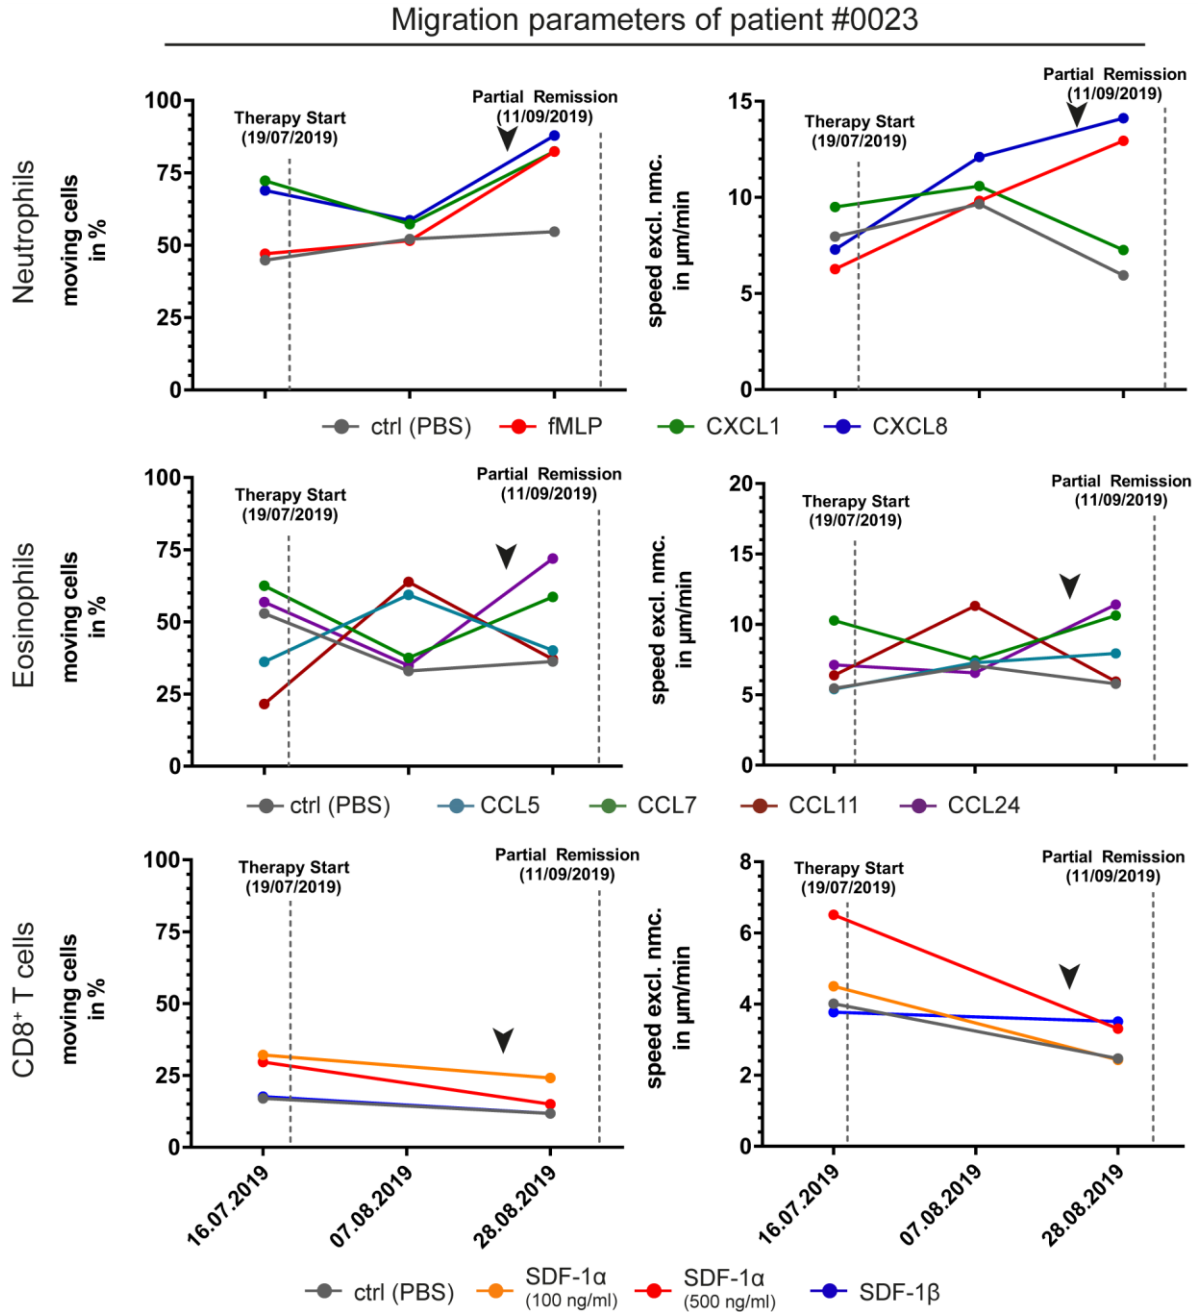 Migration parameters of patient #0023
Neutrophils
moving cells
in %
100
75
50
25
0
Therapy Start
(19/07/2019)
Partial Remission
(11/09/2019)
speed excl. nmc.
in µm/min
15
10
5
0
Therapy Start
(19/07/2019)
Partial Remission
(11/09/2019)
ctrl (PBS) fMLP CXCL1 CXCL8
Eosinophils
moving cells
in %
100
75
50
25
0
Therapy Start
(19/07/2019)
Partial Remission
(11/09/2019)
speed excl. nmc.
in µm/min
20
15
10
5
0
Therapy Start
(19/07/2019)
Partial Remission
(11/09/2019)
ctrl (PBS) CCL5 CCL7 CCL11 CCL24
CD8⁺ T cells
moving cells
in %
100
75
50
25
0
Therapy Start
(19/07/2019)
Partial Remission
(11/09/2019)
16.07.2019
07.08.2019
28.08.2019
speed excl. nmc.
in µm/min
8
6
4
2
0
Therapy Start
(19/07/2019)
Partial Remission
(11/09/2019)
16.07.2019
07.08.2019
28.08.2019
ctrl (PBS) SDF-1α SDF-1α SDF-1β
(100 ng/ml) (500 ng/ml)